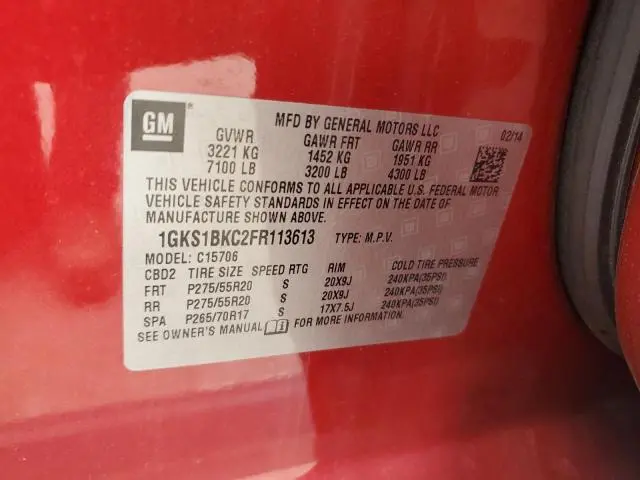 GM
MFD BY GENERAL MOTORS LLC
02/14
GVWR GAWR FRT GAWR RR
3221 KG 1452 KG 1951 KG
7100 LB 3200 LB 4300 LB
THIS VEHICLE CONFORMS TO ALL APPLICABLE U.S. FEDERAL MOTOR
VEHICLE SAFETY STANDARDS IN EFFECT ON THE DATE OF
MANUFACTURE SHOWN ABOVE.
1GKS1BKC2FR113613 TYPE: M.P.V.
MODEL: C15706
CBD2 TIRE SIZE SPEED RTG RIM COLD TIRE PRESSURE
FRT P275/55R20 S 20X9J 240KPA(35PSI)
RR P275/55R20 S 20X9J 240KPA(35PSI)
SPA P265/70R17 S 17X7.5J 240KPA(35PSI)
SEE OWNER'S MANUAL FOR MORE INFORMATION.